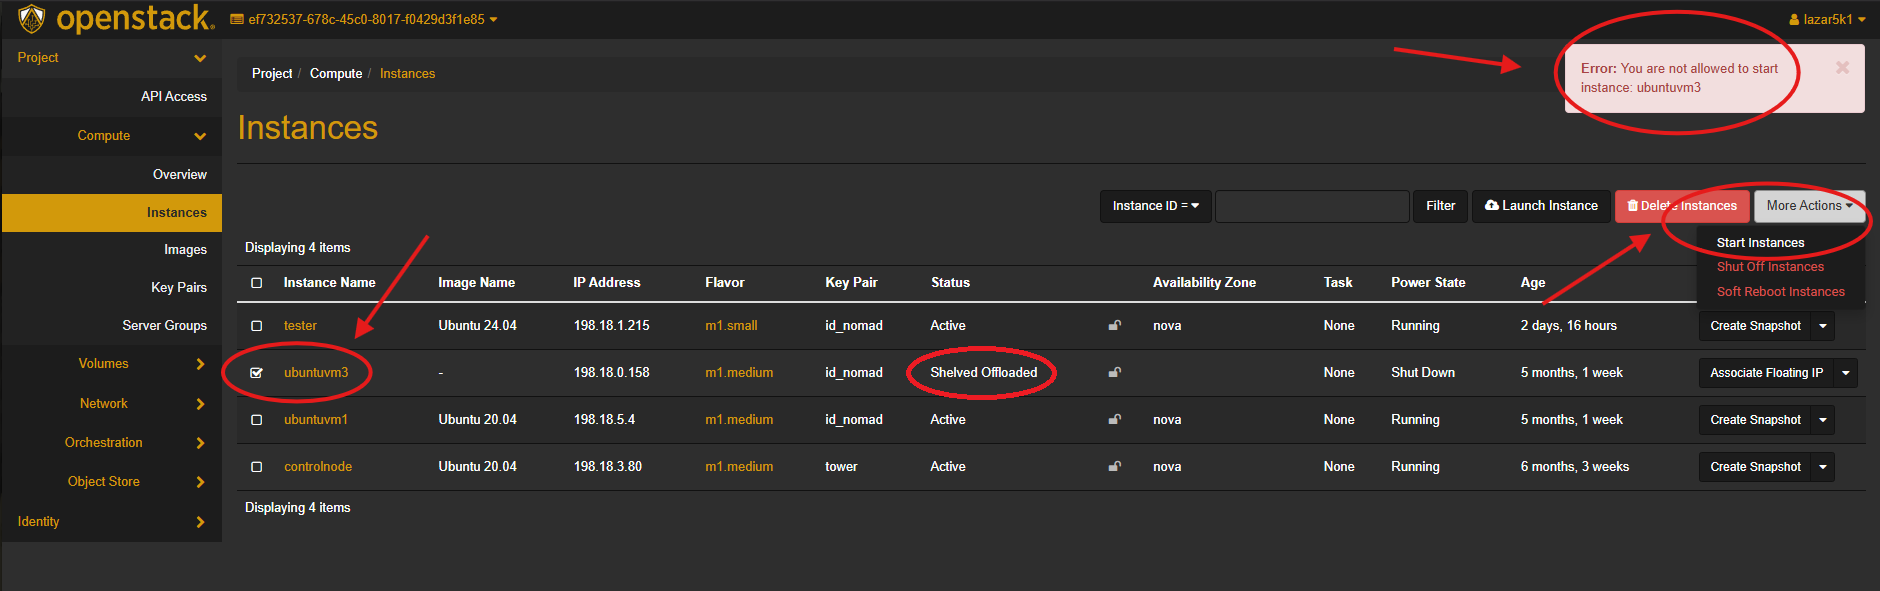 openstack. ef732537-678c-45c0-8017-f0429d3f1e85 lazar5k1
Project
API Access
Compute
Overview
Instances
Images
Key Pairs
Server Groups
Volumes
Network
Orchestration
Object Store
Identity
Project / Compute / Instances
Error: You are not allowed to start
instance: ubuntuvm3
Instances
Instance ID = Filter Launch Instance Delete Instances More Actions
Start Instances
Shut Off Instances
Soft Reboot Instances
Displaying 4 items
Instance Name Image Name IP Address Flavor Key Pair Status Availability Zone Task Power State Age
tester Ubuntu 24.04 198.18.1.215 m1.small id_nomad Active nova None Running 2 days, 16 hours Create Snapshot
ubuntuvm3 - 198.18.0.158 m1.medium id_nomad Shelved Offloaded None Shut Down 5 months, 1 week Associate Floating IP
ubuntuvm1 Ubuntu 20.04 198.18.5.4 m1.medium id_nomad Active nova None Running 5 months, 1 week Create Snapshot
controlnode Ubuntu 20.04 198.18.3.80 m1.medium tower Active nova None Running 6 months, 3 weeks Create Snapshot
Displaying 4 items